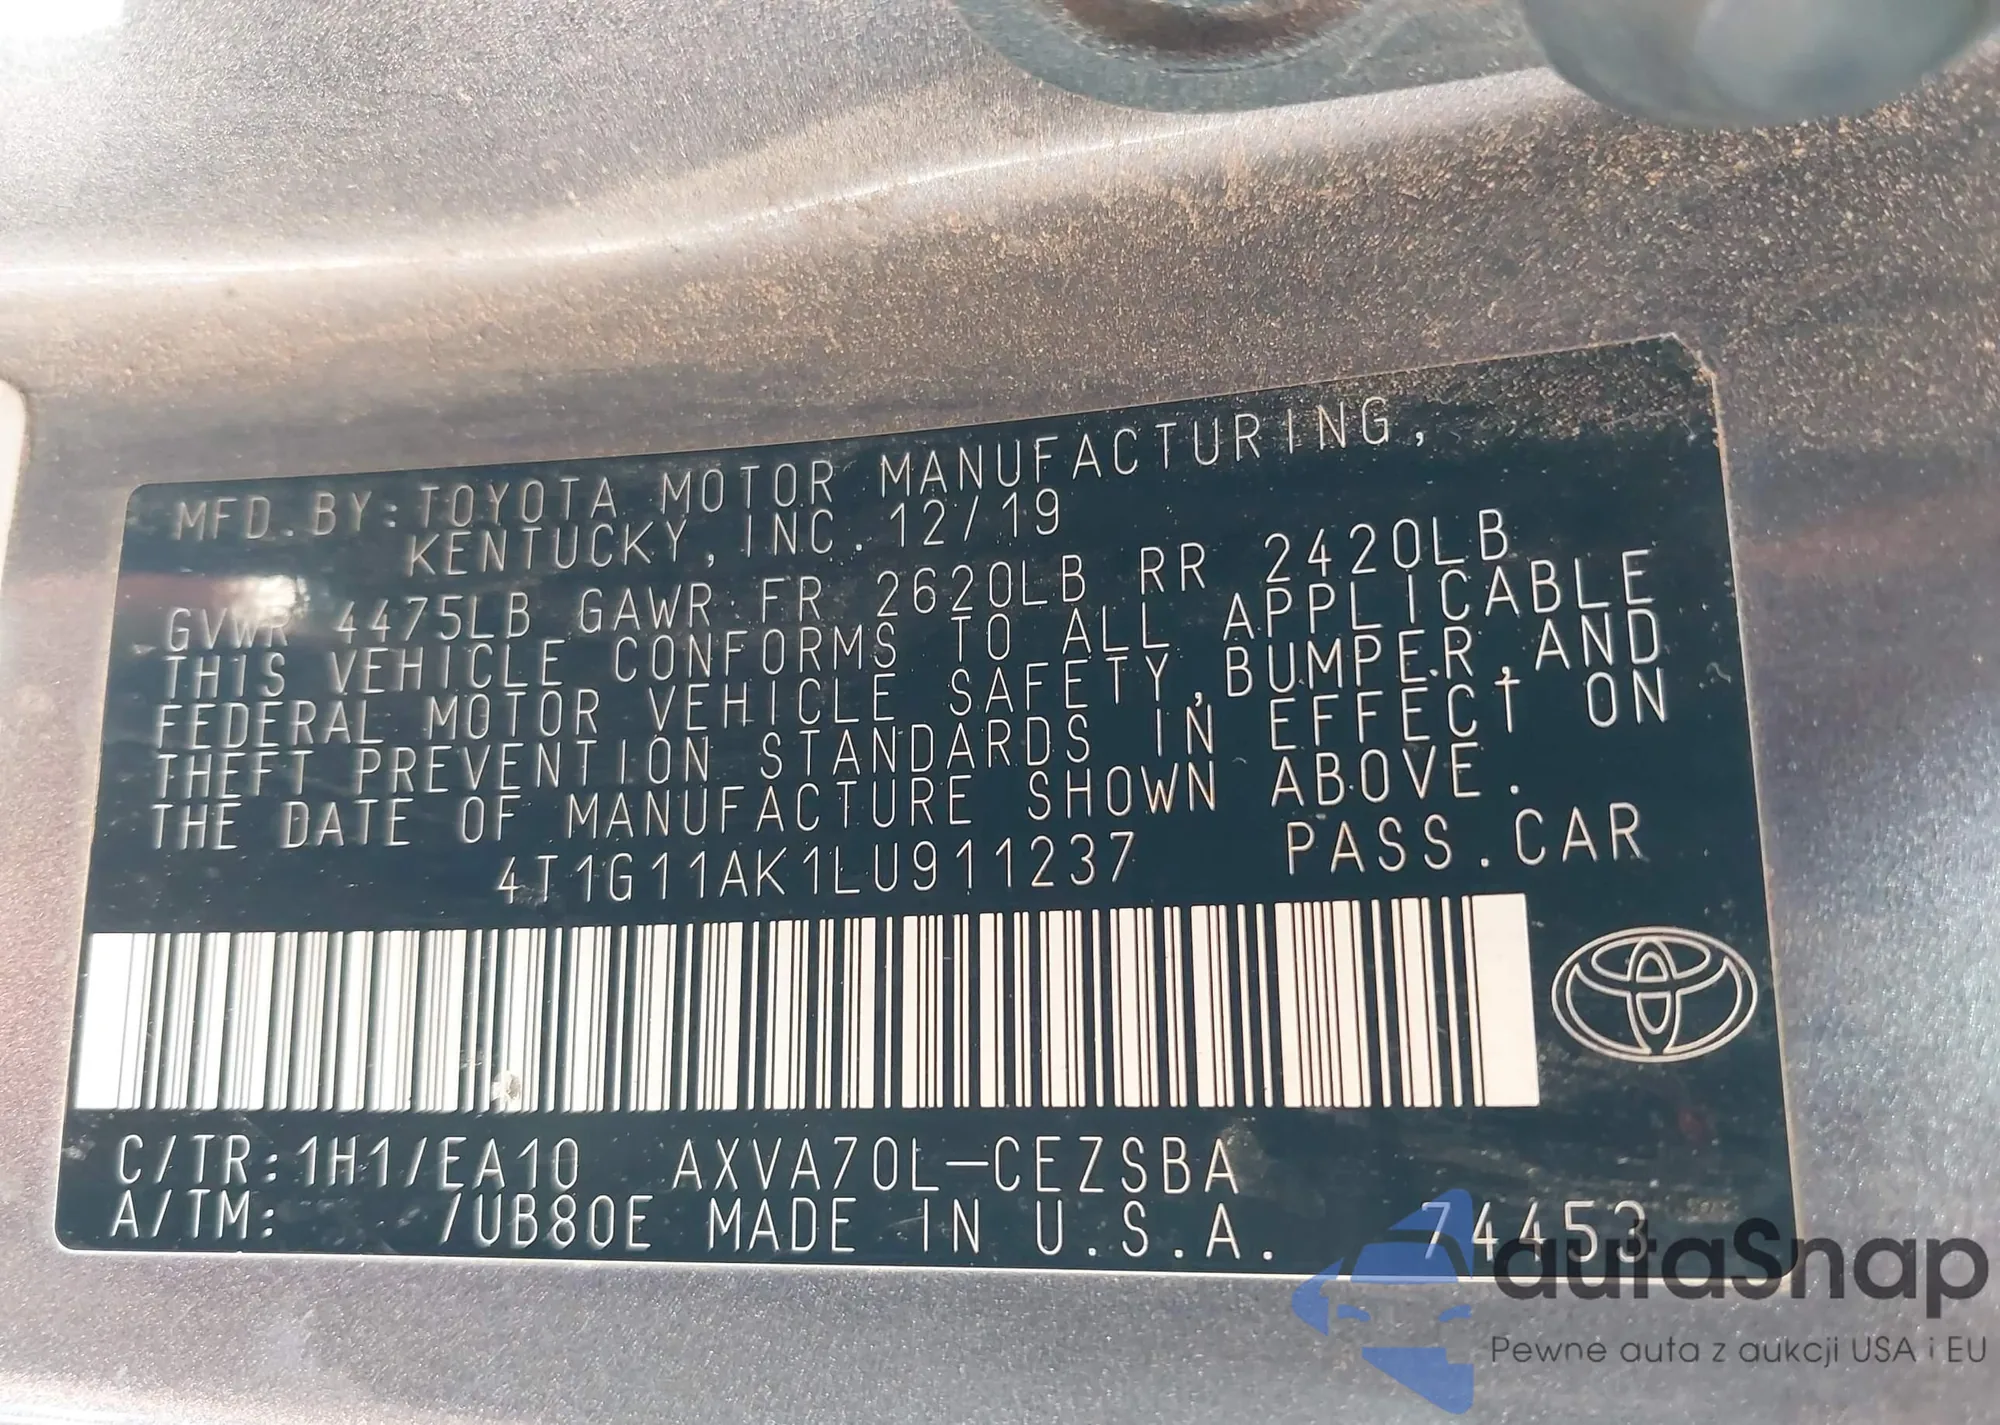 MFD.BY:TOYOTA MOTOR MANUFACTURING,
KENTUCKY, INC. 12/19
GVWR 4475LB GAWR FR 2620LB RR 2420LB
THIS VEHICLE CONFORMS TO ALL APPLICABLE
FEDERAL MOTOR VEHICLE SAFETY,BUMPER,AND
THEFT PREVENTION STANDARDS IN EFFECT ON
THE DATE OF MANUFACTURE SHOWN ABOVE.
4T1G11AK1LU911237 PASS.CAR
C/TR:1H1/EA10 AXVA70L-CEZSBA
A/TM: /UB80E MADE IN U.S.A. 74453
autaSnap
Pewne auta z aukcji USA i EU